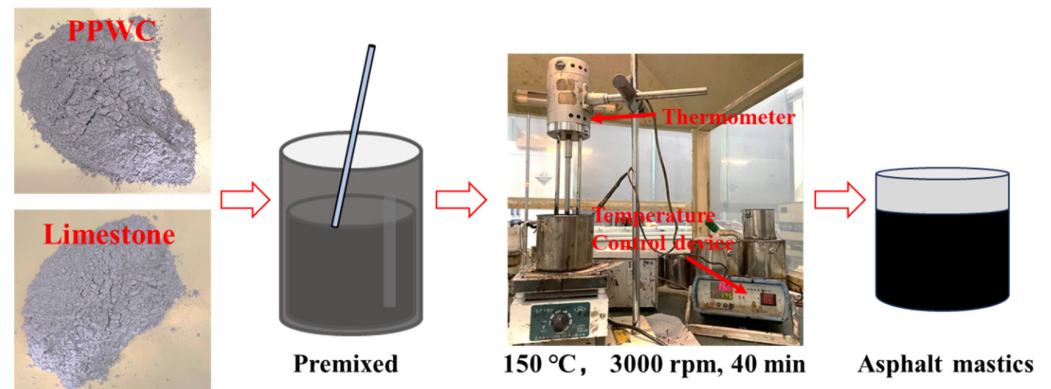 PPWC
Limestone
Premixed
Thermometer
Temperature
Control device
150 °C, 3000 rpm, 40 min
Asphalt mastics